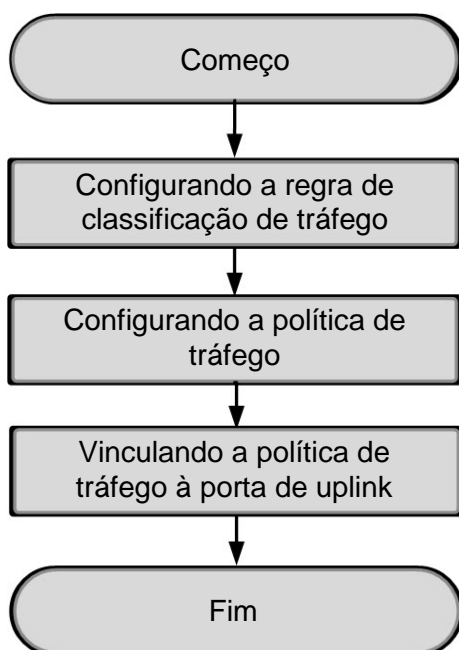 Começo
Configurando a regra de
classificação de tráfego
Configurando a política de
tráfego
Vinculando a política de
tráfego à porta de uplink
Fim